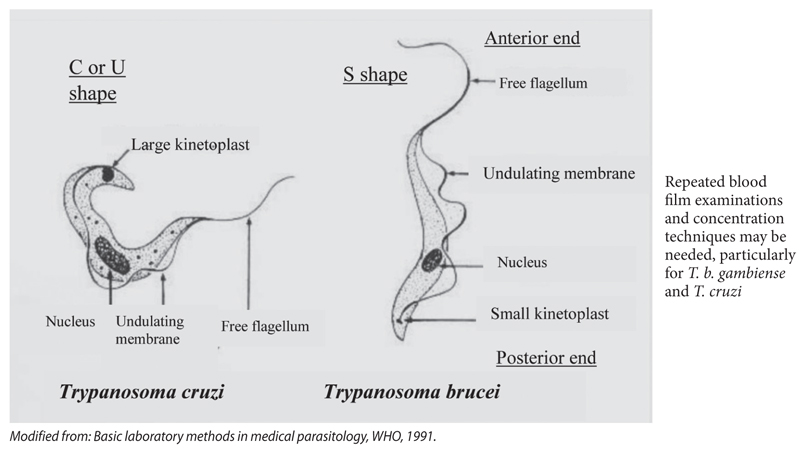 C or U
shape
Large kinetoplast
Nucleus
Undulating
membrane
Free flagellum
Trypanosoma cruzi
Anterior end
S shape
Free flagellum
Undulating membrane
Nucleus
Small kinetoplast
Posterior end
Trypanosoma brucei
Repeated blood
film examinations
and concentration
techniques may be
needed, particularly
for T. b. gambiense
and T. cruzi
Modified from: Basic laboratory methods in medical parasitology, WHO, 1991.